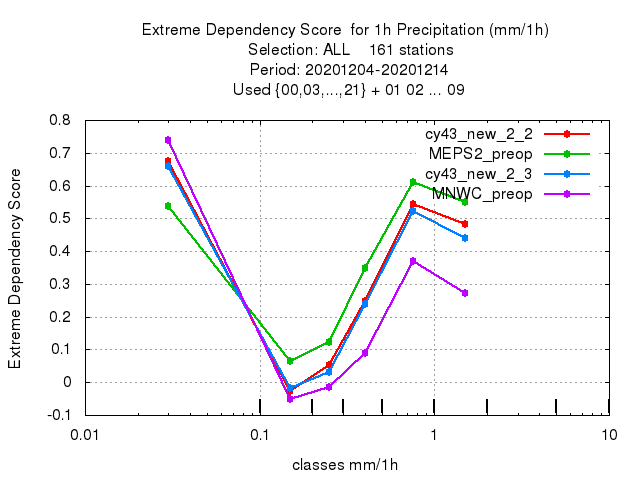 Extreme Dependency Score  for 1h Precipitation (mm/1h)
Selection: ALL    161 stations
Period: 20201204-20201214
Used {00,03,...,21} + 01 02 ... 09
cy43_new_2_2
MEPS2_preop
cy43_new_2_3
MNWC_preop
Extreme Dependency Score
0.8
0.7
0.6
0.5
0.4
0.3
0.2
0.1
0
-0.1
0.01 0.1 1 10
classes mm/1h